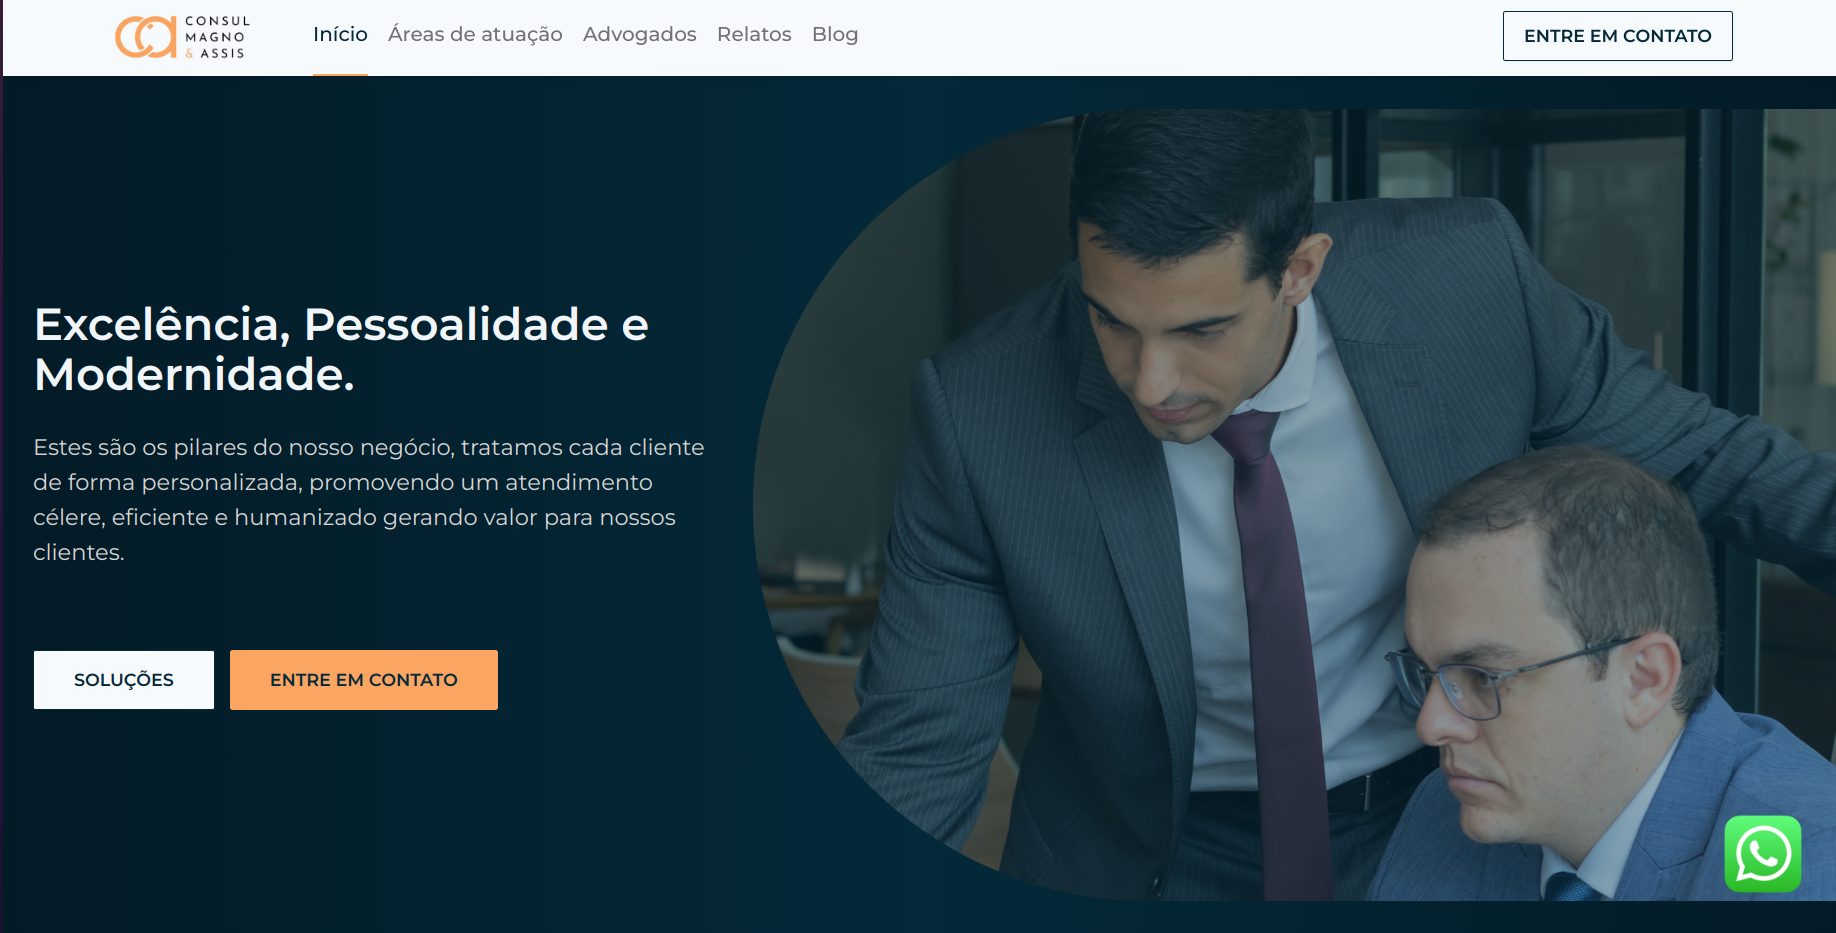 CONSUL
MAGNO
& ASSIS
Início
Áreas de atuação
Advogados
Relatos
Blog
ENTRE EM CONTATO
Excelência, Pessoalidade e
Modernidade.
Estes são os pilares do nosso negócio, tratamos cada cliente
de forma personalizada, promovendo um atendimento
célere, eficiente e humanizado gerando valor para nossos
clientes.
SOLUÇÕES
ENTRE EM CONTATO